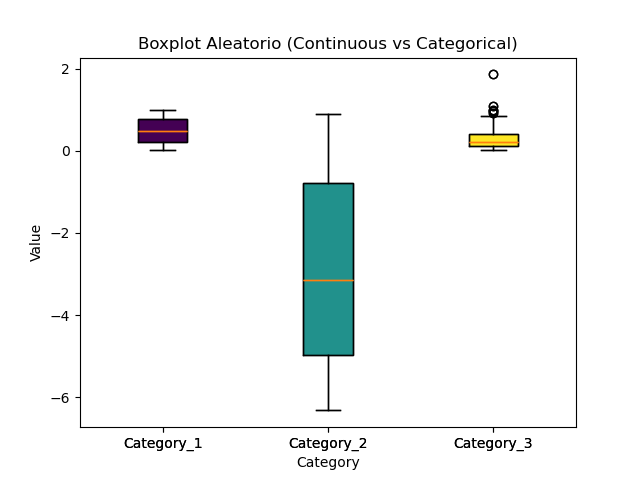 Boxplot Aleatorio (Continuous vs Categorical)
2
0
−2
−4
−6
Value
Category_1 Category_2 Category_3
Category